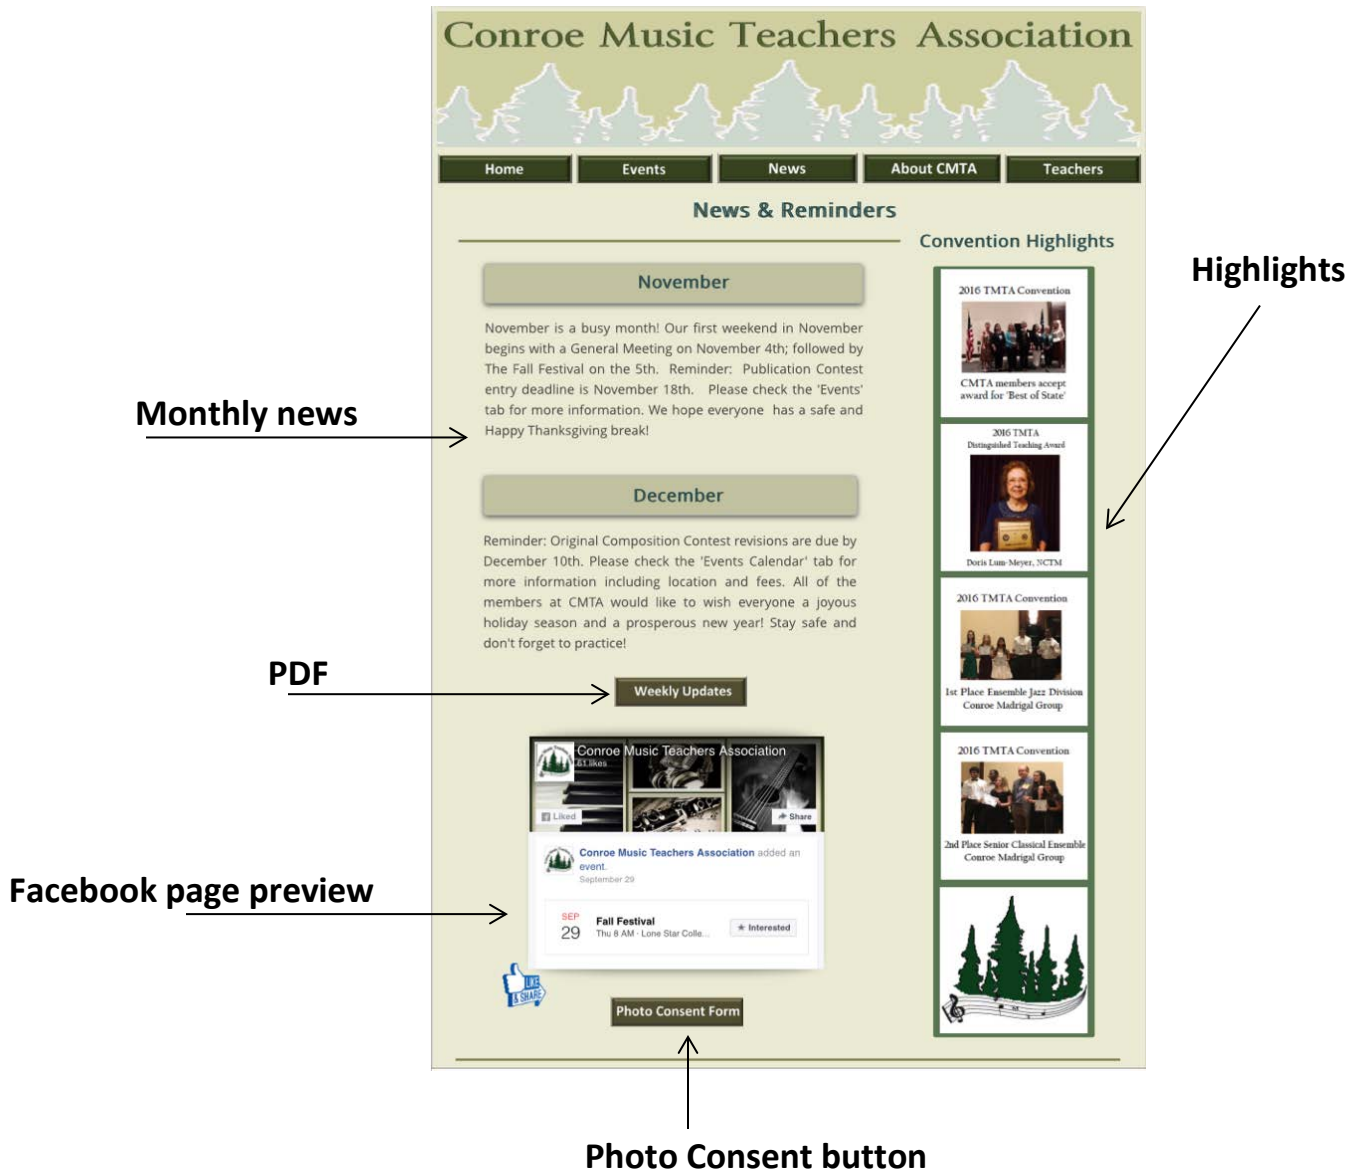 Conroe Music Teachers Association
Home Events News About CMTA Teachers
News & Reminders
Convention Highlights
Highlights
November
November is a busy month! Our first weekend in November
begins with a General Meeting on November 4th; followed by
The Fall Festival on the 5th. Reminder: Publication Contest
entry deadline is November 18th. Please check the 'Events'
tab for more information. We hope everyone has a safe and
Happy Thanksgiving break!
Monthly news
December
Reminder: Original Composition Contest revisions are due by
December 10th. Please check the 'Events Calendar' tab for
more information including location and fees. All of the
members at CMTA would like to wish everyone a joyous
holiday season and a prosperous new year! Stay safe and
don't forget to practice!
PDF
Weekly Updates
Conroe Music Teachers Association
61 likes
Liked
Share
Conroe Music Teachers Association added an
event.
September 29
Facebook page preview
SEP
29
Fall Festival
Thu 8 AM · Lone Star Colle...
Interested
LIKE
& SHARE
Photo Consent Form
Photo Consent button
2016 TMTA Convention
CMTA members accept
award for 'Best of State'
2016 TMTA
Distinguished Teaching Award
Doris Lum-Meyer, NCTM
2016 TMTA Convention
1st Place Ensemble Jazz Division
Conroe Madrigal Group
2016 TMTA Convention
2nd Place Senior Classical Ensemble
Conroe Madrigal Group